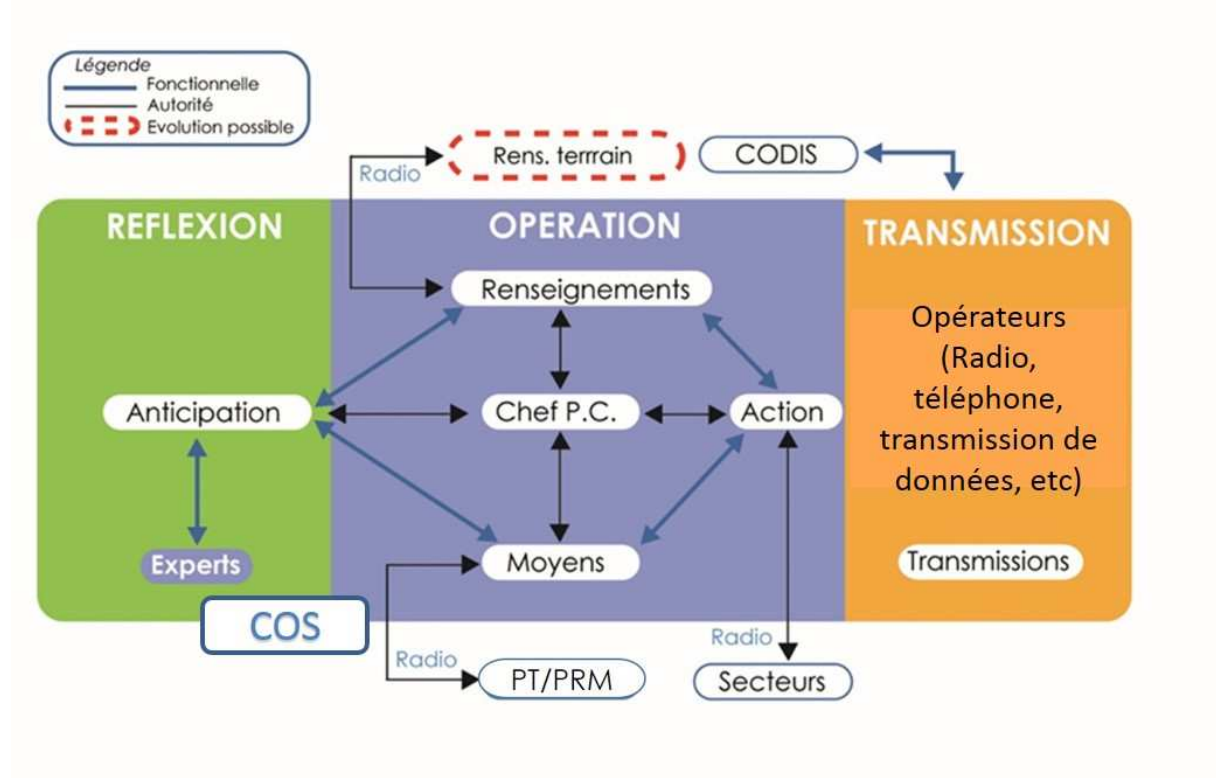 Légende
Fonctionnelle
Autorité
Evolution possible
Rens. terrrain
CODIS
Radio
REFLEXION
OPERATION
TRANSMISSION
Renseignements
Opérateurs
(Radio,
téléphone,
transmission de
données, etc)
Anticipation
Chef P.C.
Action
Experts
Moyens
Transmissions
COS
Radio
PT/PRM
Radio
Secteurs